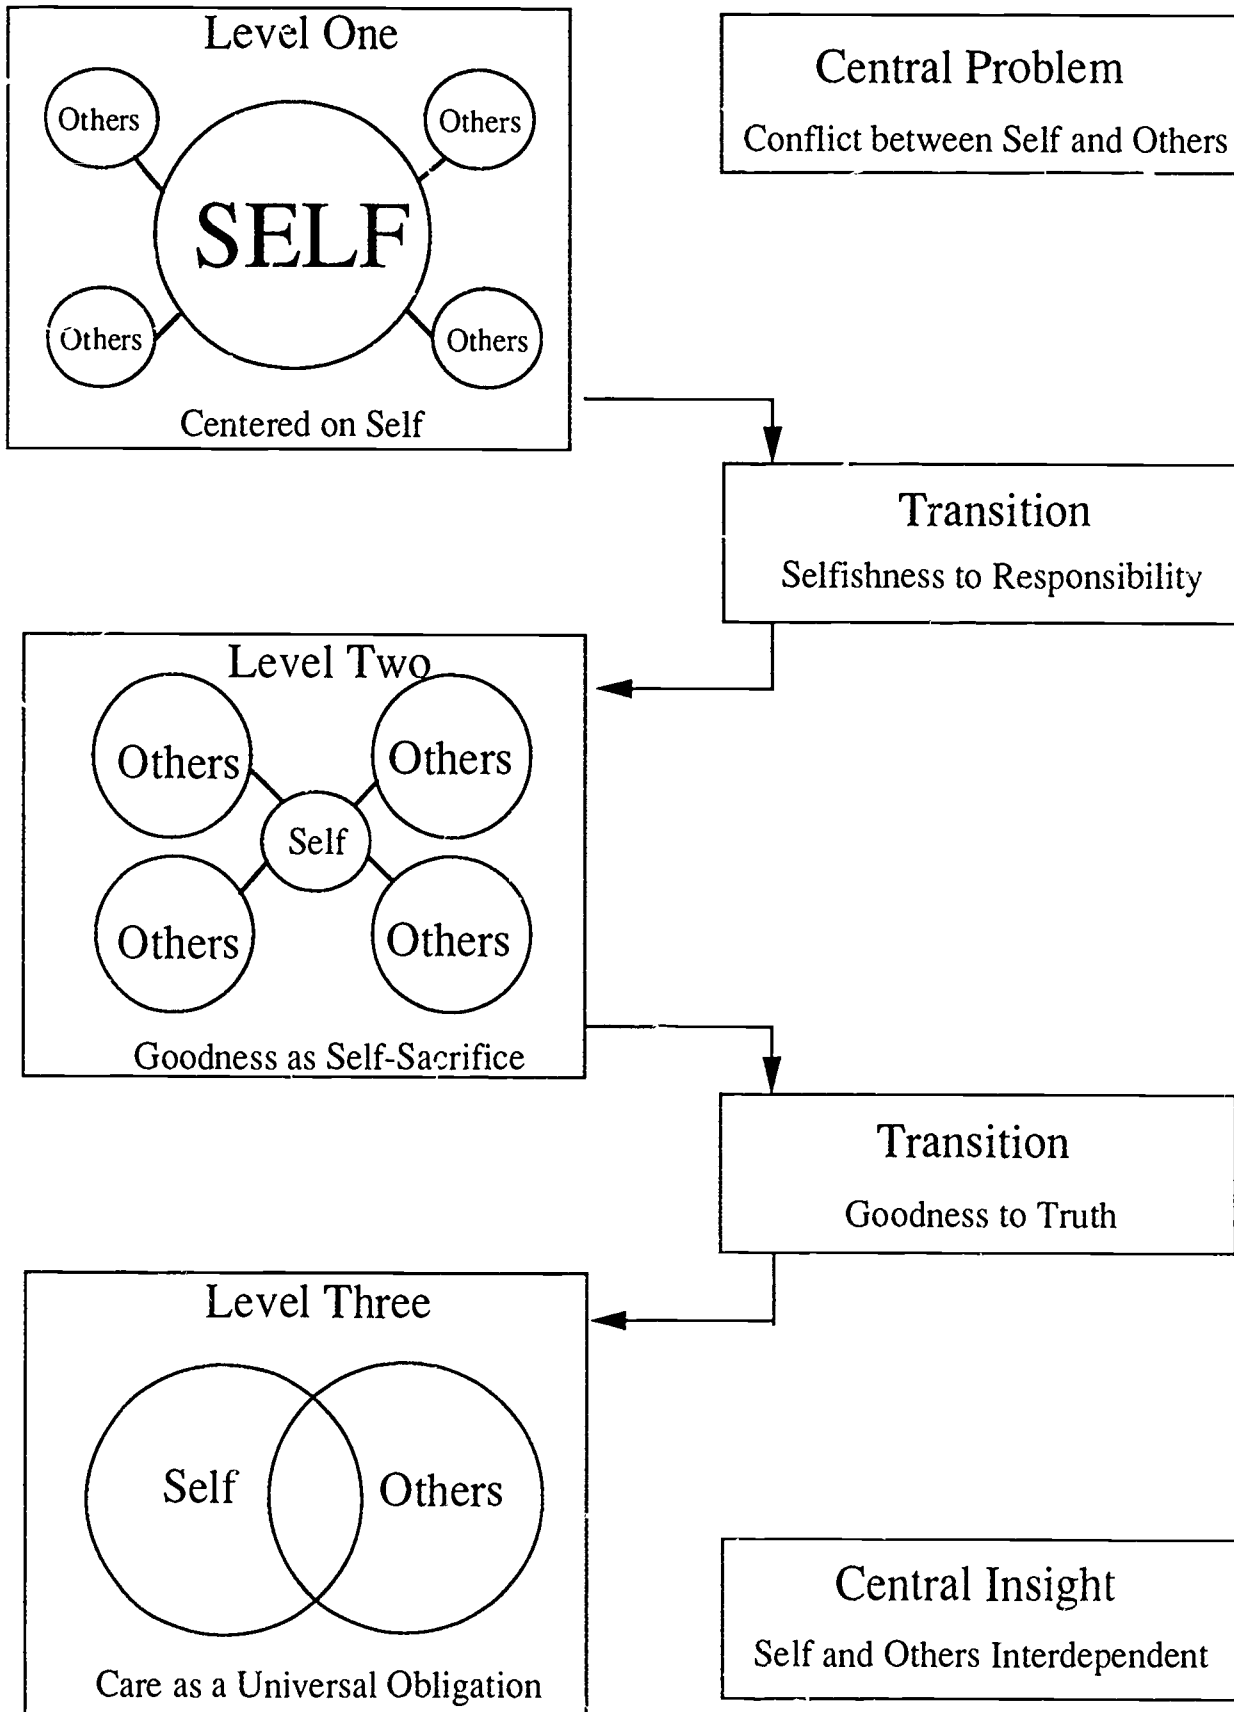 Level One
Others
Others
SELF
Others
Others
Centered on Self
Central Problem
Conflict between Self and Others
Transition
Selfishness to Responsibility
Level Two
Others
Others
Self
Others
Others
Goodness as Self-Sacrifice
Transition
Goodness to Truth
Level Three
Self
Others
Care as a Universal Obligation
Central Insight
Self and Others Interdependent